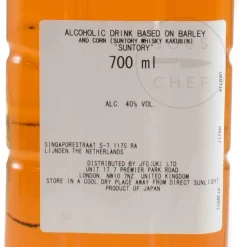 ALCOHOLIC DRINK BASED ON BARLEY
AND CORN (SUNTORY WHISKY KAKUBIN)
"SUNTORY"
700 ml
ALC. 40% VOL.
SINGAPORESTRAAT 5-7,1175 RA
LIJNDEN,THE NETHERLANDS
DISTRIBUTED BY JFC(UK) LTD.
UNIT 17,7 PREMIER PARK ROAD,
LONDON, NW10 7NZ, UNITED KINGDOM
STORE IN A COOL,DRY PLACE AWAY FROM DIRECT SUNLIGHT
PRODUCT OF JAPAN
CHEF